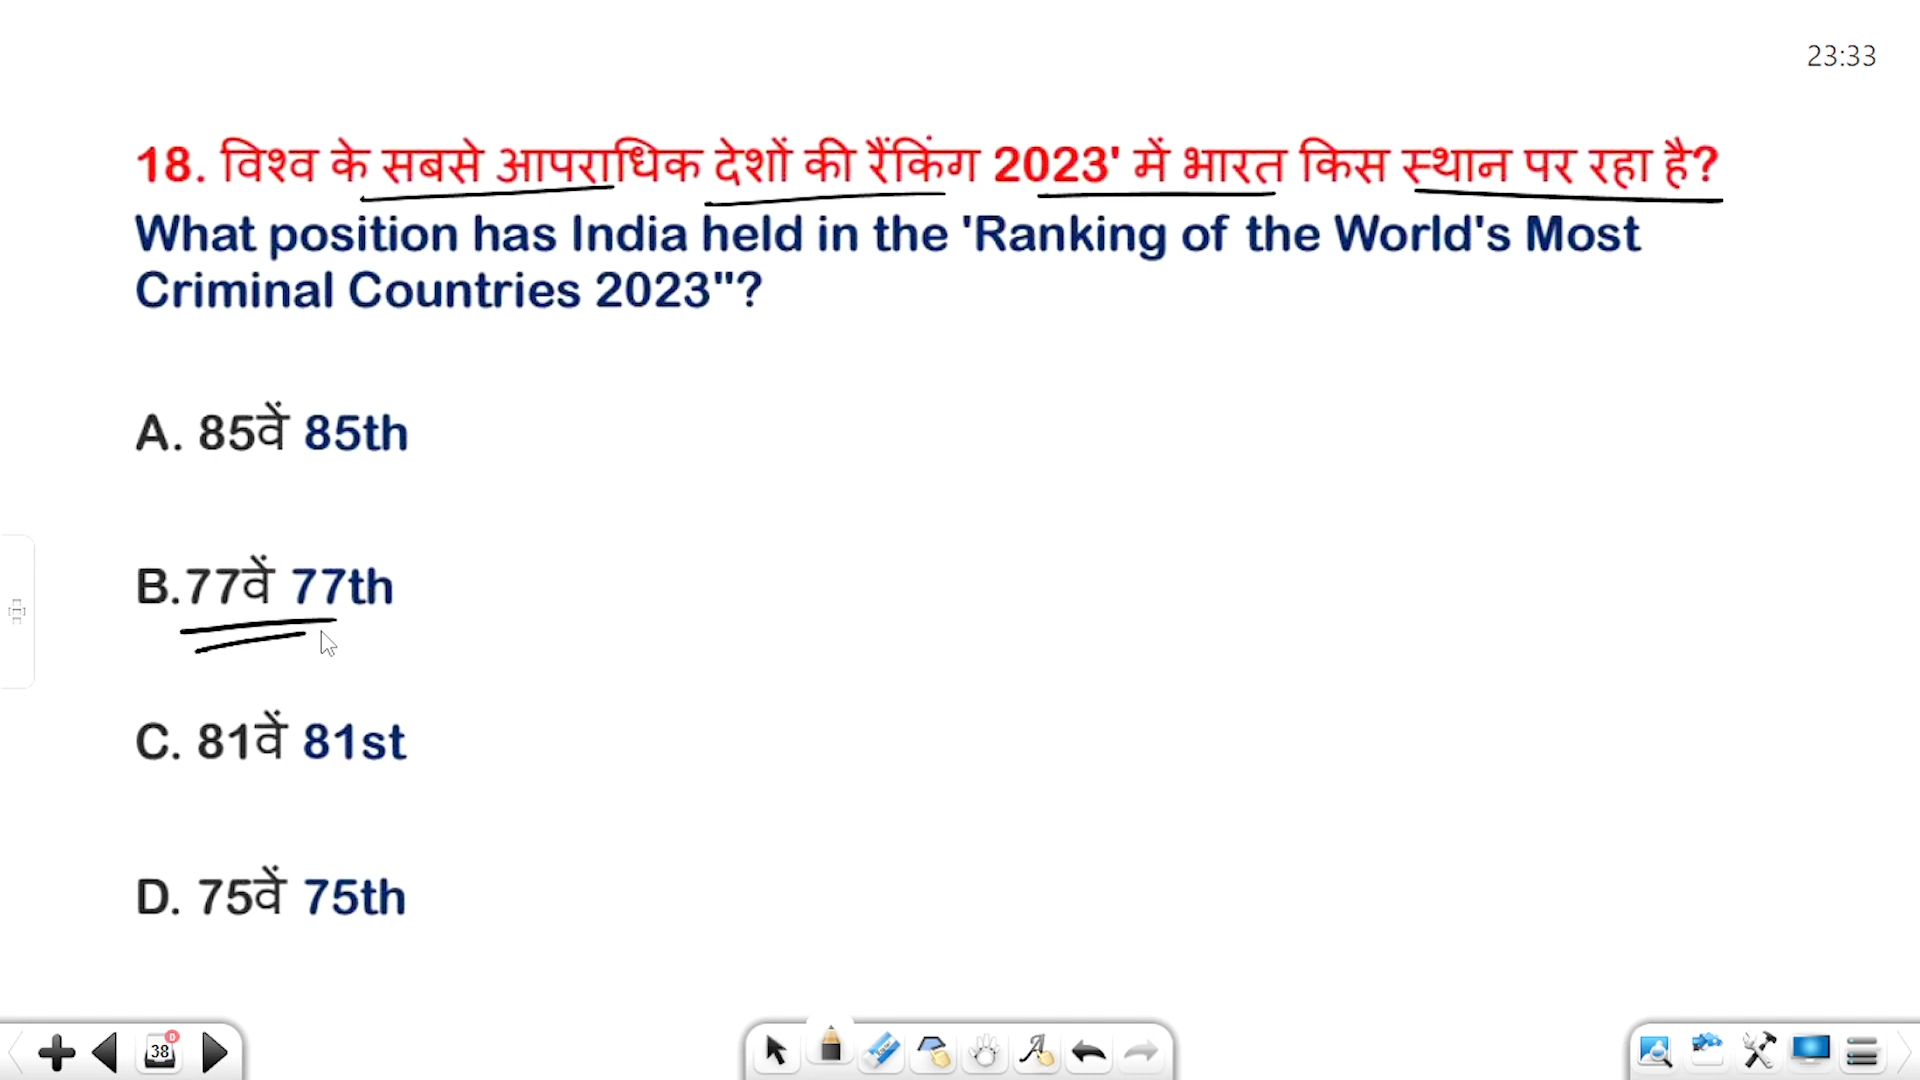 23:33
18. विश्व के सबसे आपराधिक देशों की रैंकिंग 2023' में भारत किस स्थान पर रहा है?
What position has India held in the 'Ranking of the World's Most
Criminal Countries 2023"?
A. 85वें 85th
B.77वें 77th
C. 81वें 81st
D. 75वें 75th
38